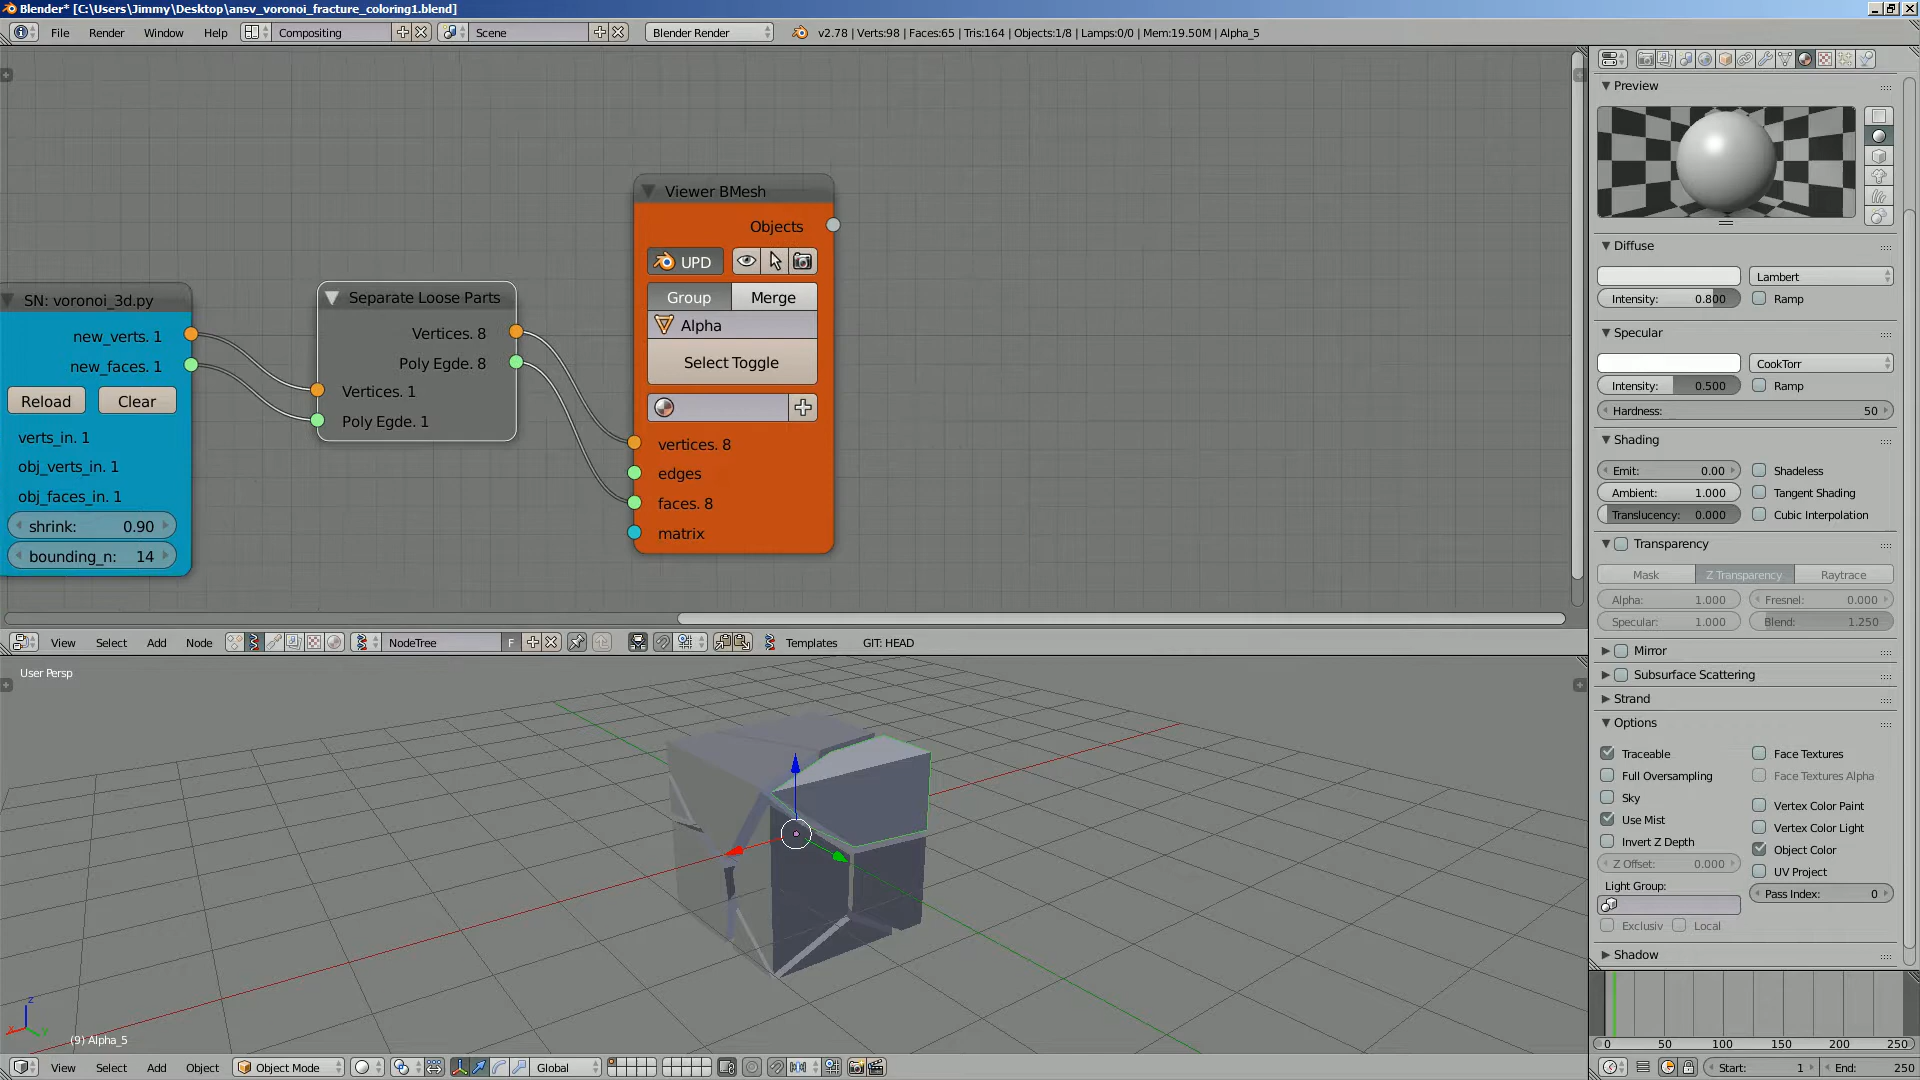 Blender* [C:\Users\Jimmy\Desktop\ansv_voronoi_fracture_coloring1.blend]
File Render Window Help Compositing Scene Blender Render v2.78 | Verts:98 | Faces:65 | Tris:164 | Objects:1/8 | Lamps:0/0 | Mem:19.50M | Alpha_5
SN: voronoi_3d.py
new_verts. 1
new_faces. 1
Reload Clear
verts_in. 1
obj_verts_in. 1
obj_faces_in. 1
shrink: 0.90
bounding_n: 14
Separate Loose Parts
Vertices. 8
Poly Egde. 8
Vertices. 1
Poly Egde. 1
Viewer BMesh
Objects
UPD
Group Merge
Alpha
Select Toggle
vertices. 8
edges
faces. 8
matrix
View Select Add Node NodeTree F Templates GIT: HEAD
User Persp
z
x y
(9) Alpha_5
View Select Add Object Object Mode Global
Preview
Diffuse
Lambert
Intensity: 0.800 Ramp
Specular
CookTorr
Intensity: 0.500 Ramp
Hardness: 50
Shading
Emit: 0.00 Shadeless
Ambient: 1.000 Tangent Shading
Translucency: 0.000 Cubic Interpolation
Transparency
Mask Z Transparency Raytrace
Alpha: 1.000 Fresnel: 0.000
Specular: 1.000 Blend: 1.250
Mirror
Subsurface Scattering
Strand
Options
Traceable Face Textures
Full Oversampling Face Textures Alpha
Sky Vertex Color Paint
Use Mist Vertex Color Light
Invert Z Depth Object Color
Z Offset: 0.000 UV Project
Light Group: Pass Index: 0
Exclusiv Local
Shadow
0 50 100 150 200 250
Start: 1 End: 250